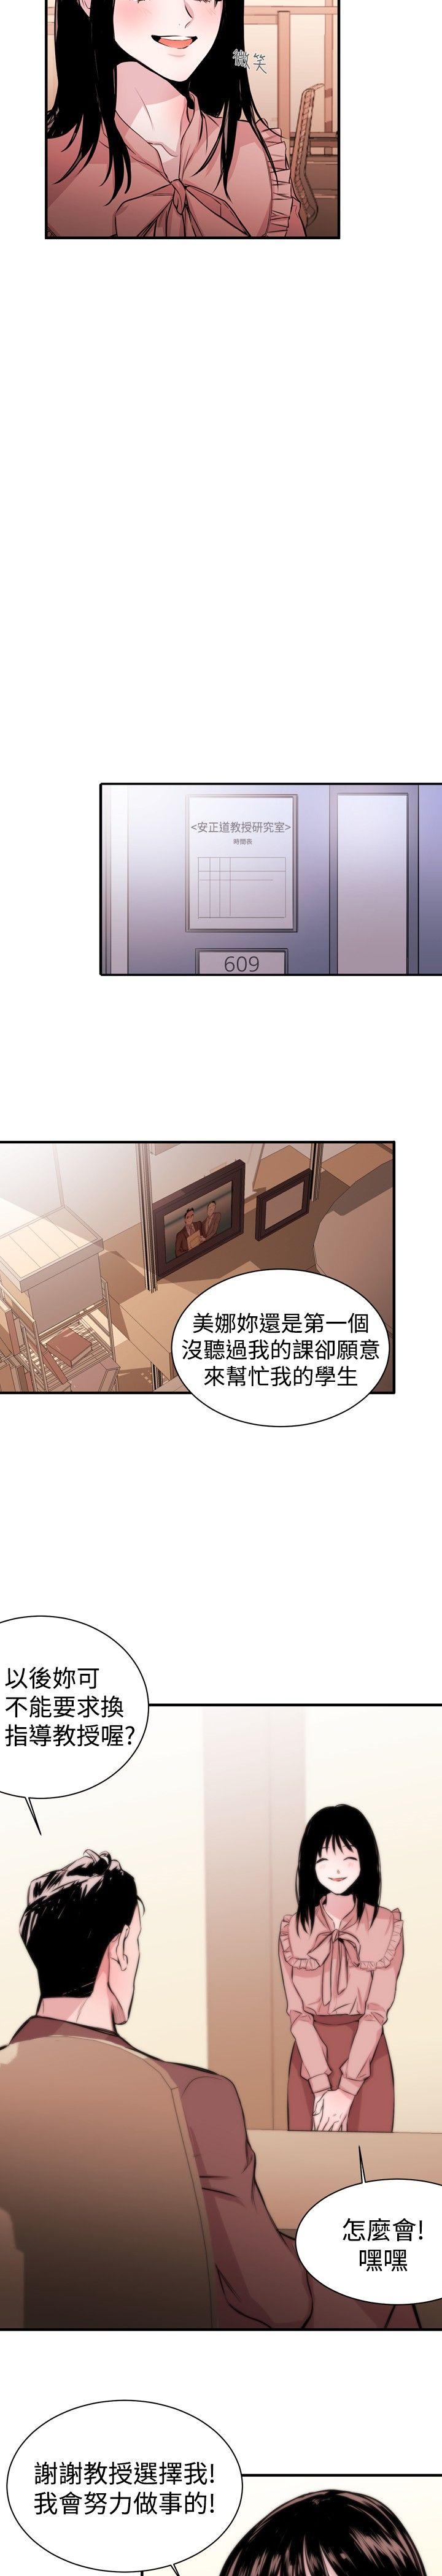 微笑
<安正道教授研究室>
時間表
609
美娜妳還是第一個
沒聽過我的課卻願意
來幫忙我的學生
以後妳可
不能要求換
指導教授喔?
怎麼會!
嘿嘿
謝謝教授選擇我!
我會努力做事的!